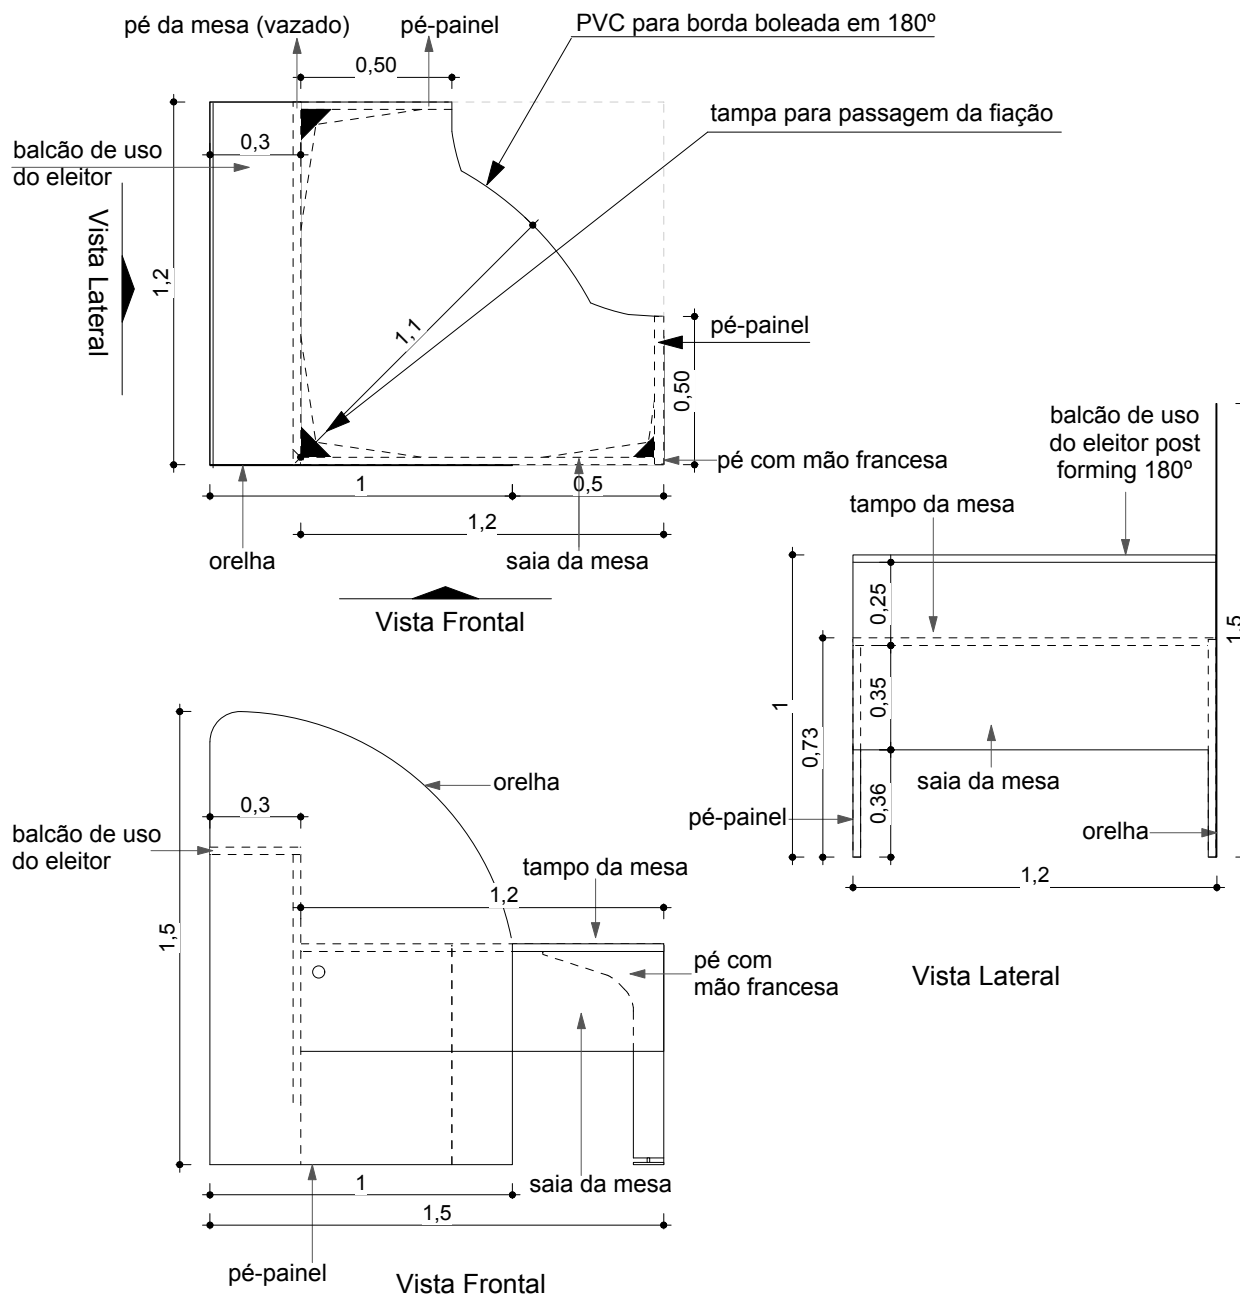 pé da mesa (vazado)
pé-painel
PVC para borda boleada em 180º
0,50
tampa para passagem da fiação
balcão de uso
do eleitor
0,3
Vista Lateral
1,2
1,1
pé-painel
0,50
pé com mão francesa
1
0,5
1,2
orelha
saia da mesa
Vista Frontal
balcão de uso
do eleitor post
forming 180º
tampo da mesa
0,25
1,5
1
0,35
0,73
saia da mesa
0,36
pé-painel
orelha
1,2
Vista Lateral
orelha
0,3
balcão de uso
do eleitor
tampo da mesa
1,2
1,5
pé com
mão francesa
saia da mesa
1
1,5
pé-painel
Vista Frontal